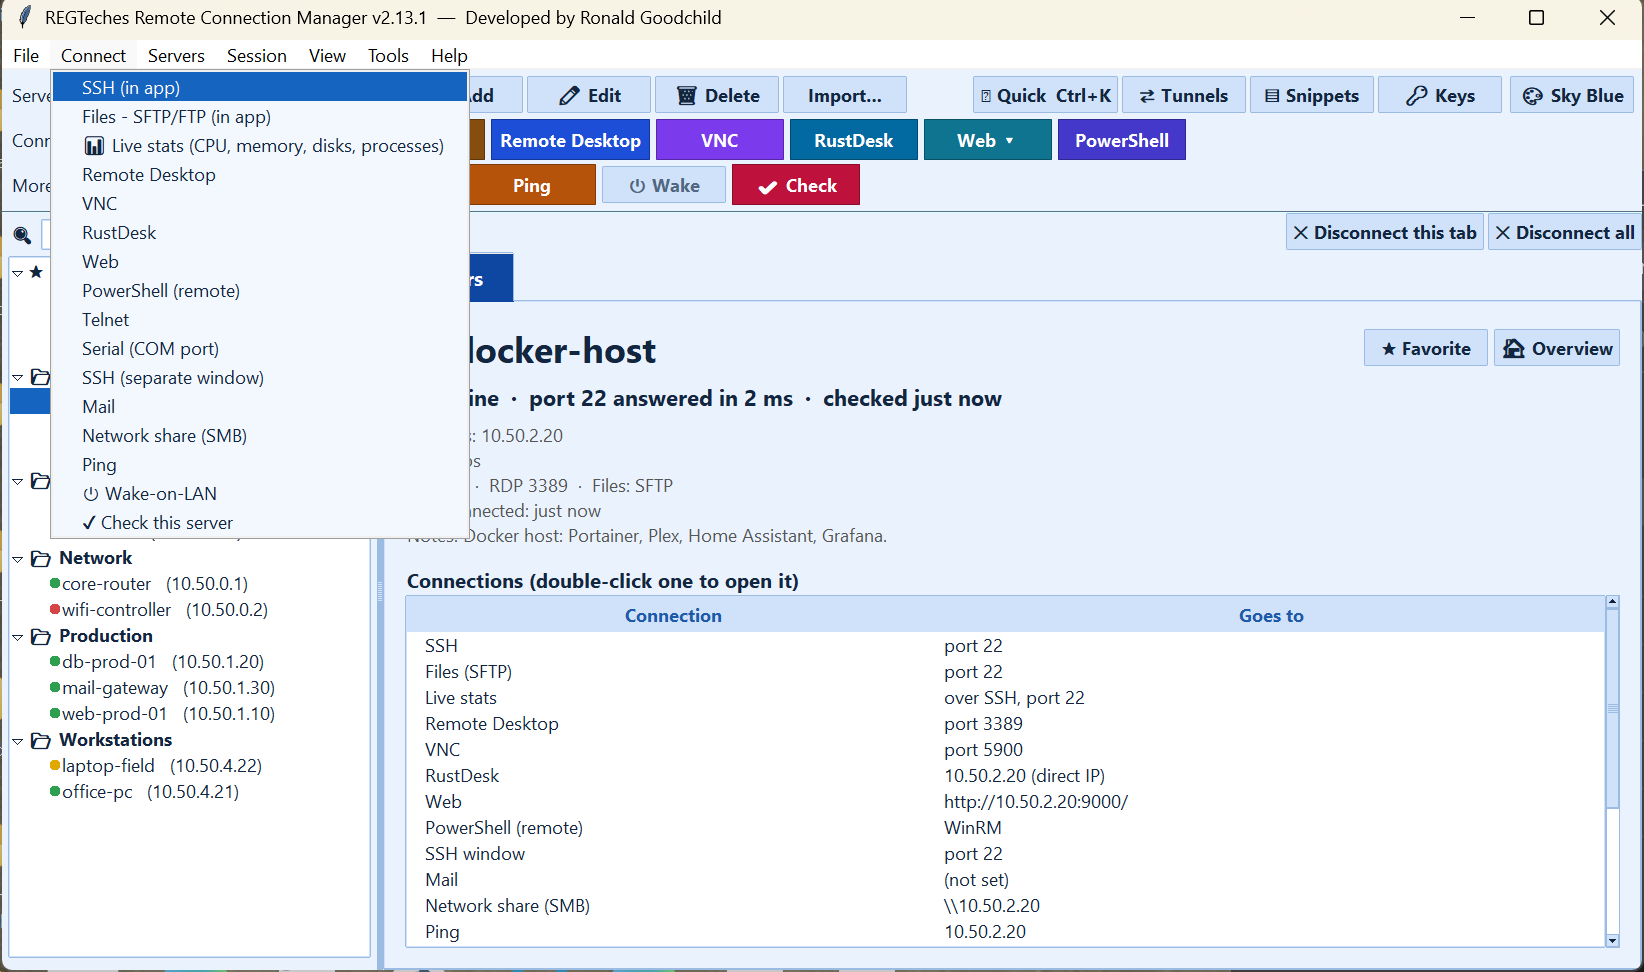 REGTeches Remote Connection Manager v2.13.1 — Developed by Ronald Goodchild
File Connect Servers Session View Tools Help
Edit Delete Import... Quick Ctrl+K Tunnels Snippets Keys Sky Blue
Remote Desktop VNC RustDesk Web PowerShell
More Ping Wake Check
Disconnect this tab Disconnect all
SSH (in app)
Files - SFTP/FTP (in app)
Live stats (CPU, memory, disks, processes)
Remote Desktop
VNC
RustDesk
Web
PowerShell (remote)
Telnet
Serial (COM port)
SSH (separate window)
Mail
Network share (SMB)
Ping
Wake-on-LAN
Check this server
Network
core-router (10.50.0.1)
wifi-controller (10.50.0.2)
Production
db-prod-01 (10.50.1.20)
mail-gateway (10.50.1.30)
web-prod-01 (10.50.1.10)
Workstations
laptop-field (10.50.4.22)
office-pc (10.50.4.21)
docker-host
Favorite Overview
· port 22 answered in 2 ms · checked just now
10.50.2.20
· RDP 3389 · Files: SFTP
just now
Notes: Docker host: Portainer, Plex, Home Assistant, Grafana.
Connections (double-click one to open it)
Connection Goes to
SSH port 22
Files (SFTP) port 22
Live stats over SSH, port 22
Remote Desktop port 3389
VNC port 5900
RustDesk 10.50.2.20 (direct IP)
Web http://10.50.2.20:9000/
PowerShell (remote) WinRM
SSH window port 22
Mail (not set)
Network share (SMB) \\10.50.2.20
Ping 10.50.2.20